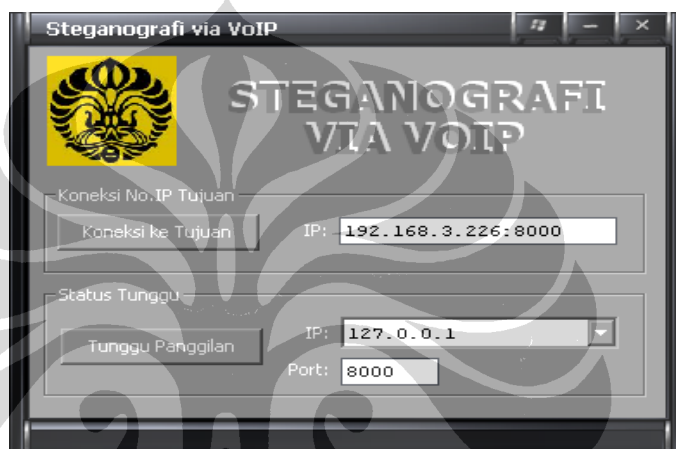 Steganografi via VoIP
STEGANOGRAFI
VIA VOIP
Koneksi No.IP Tujuan
Koneksi ke Tujuan
IP:
192.168.3.226:8000
Status Tunggu
Tunggu Panggilan
IP:
127.0.0.1
Port:
8000